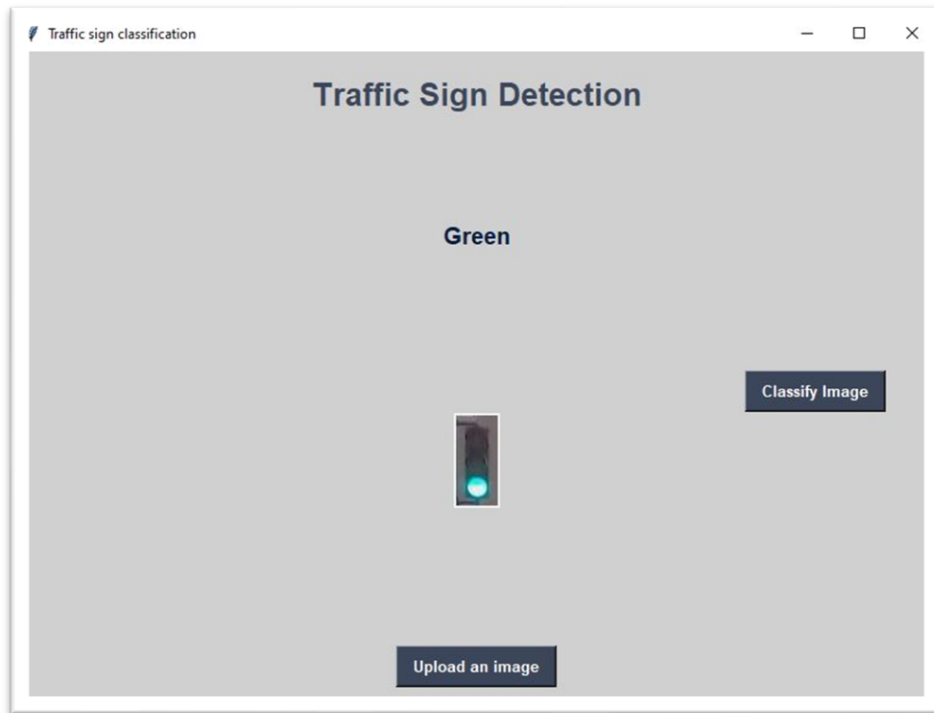 Traffic sign classification
Traffic Sign Detection
Green
Classify Image
Upload an image